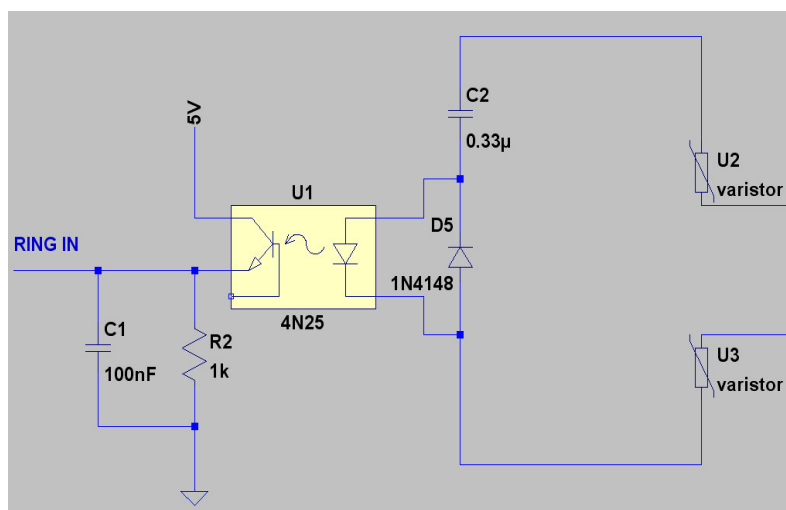 C2
0.33µ
5V
U1
U2
varistor
D5
RING IN
1N4148
4N25
C1
100nF
R2
1k
U3
varistor